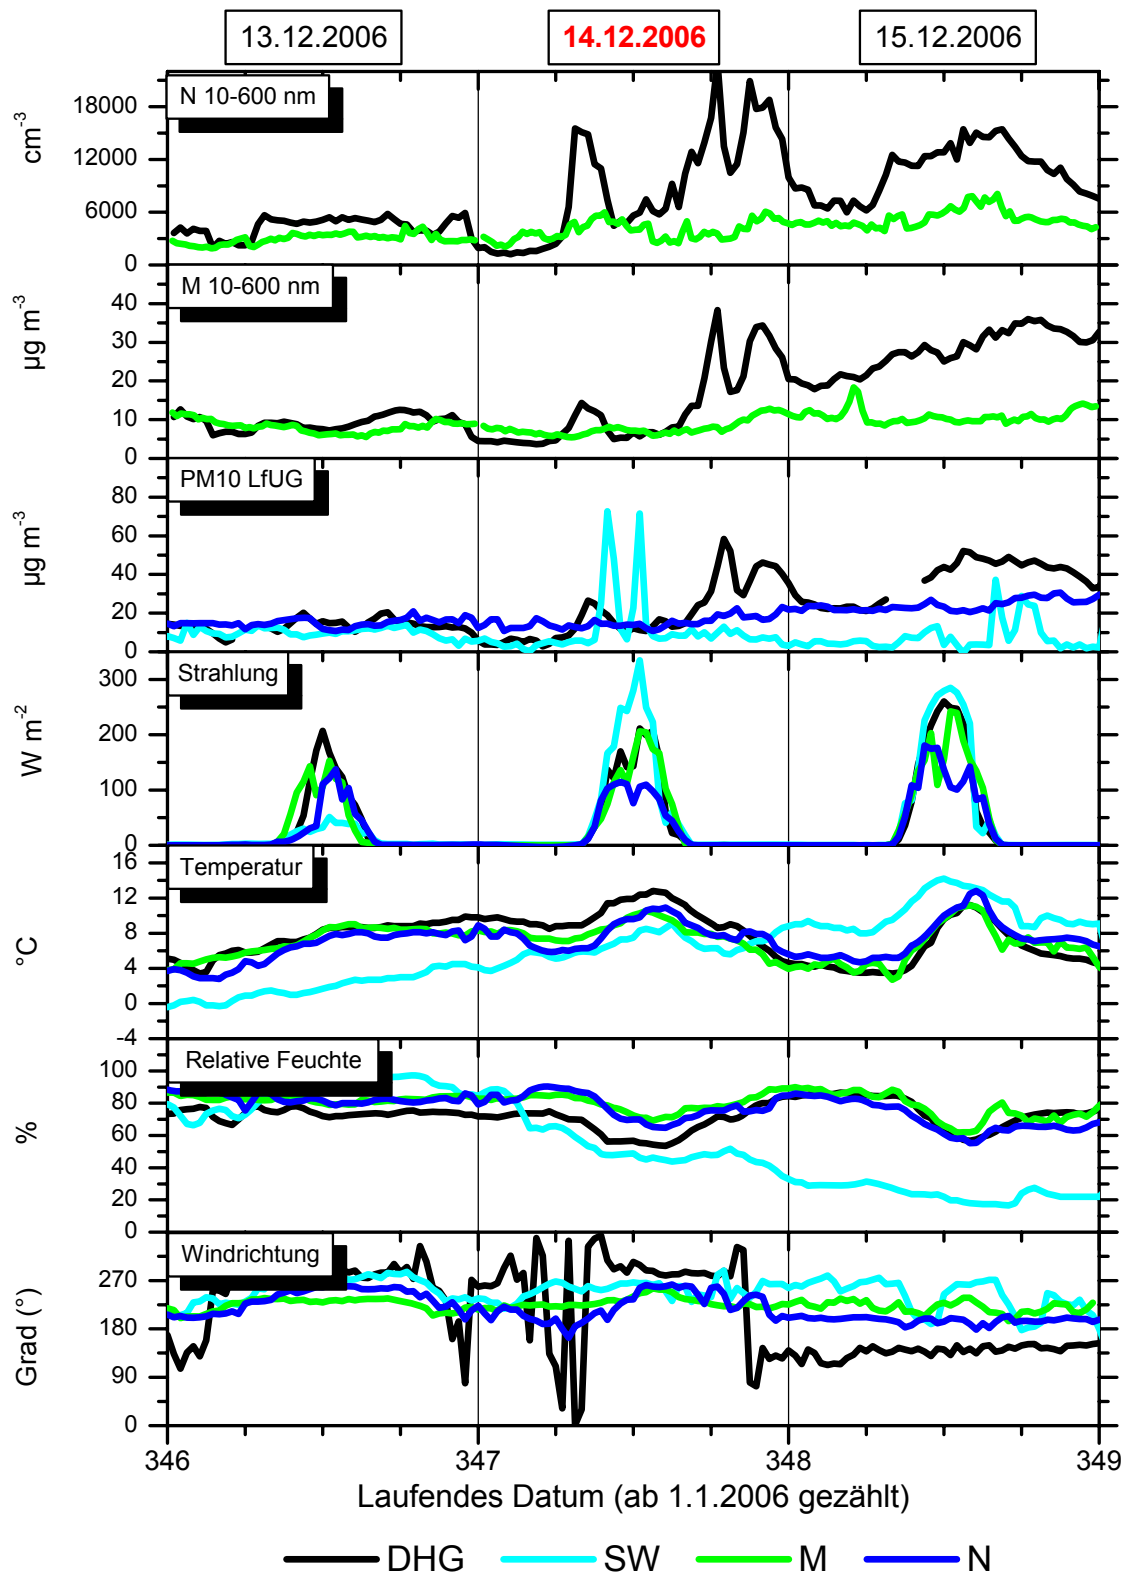 13.12.2006 14.12.2006 15.12.2006
N 10-600 nm
cm-3
18000
12000
6000
0
M 10-600 nm
µg m-3
40
30
20
10
0
PM10 LfUG
µg m-3
80
60
40
20
0
Strahlung
W m-2
300
200
100
0
Temperatur
°C
16
12
8
4
0
-4
Relative Feuchte
%
100
80
60
40
20
0
Windrichtung
Grad (°)
270
180
90
0
346 347 348 349
Laufendes Datum (ab 1.1.2006 gezählt)
DHG SW M N